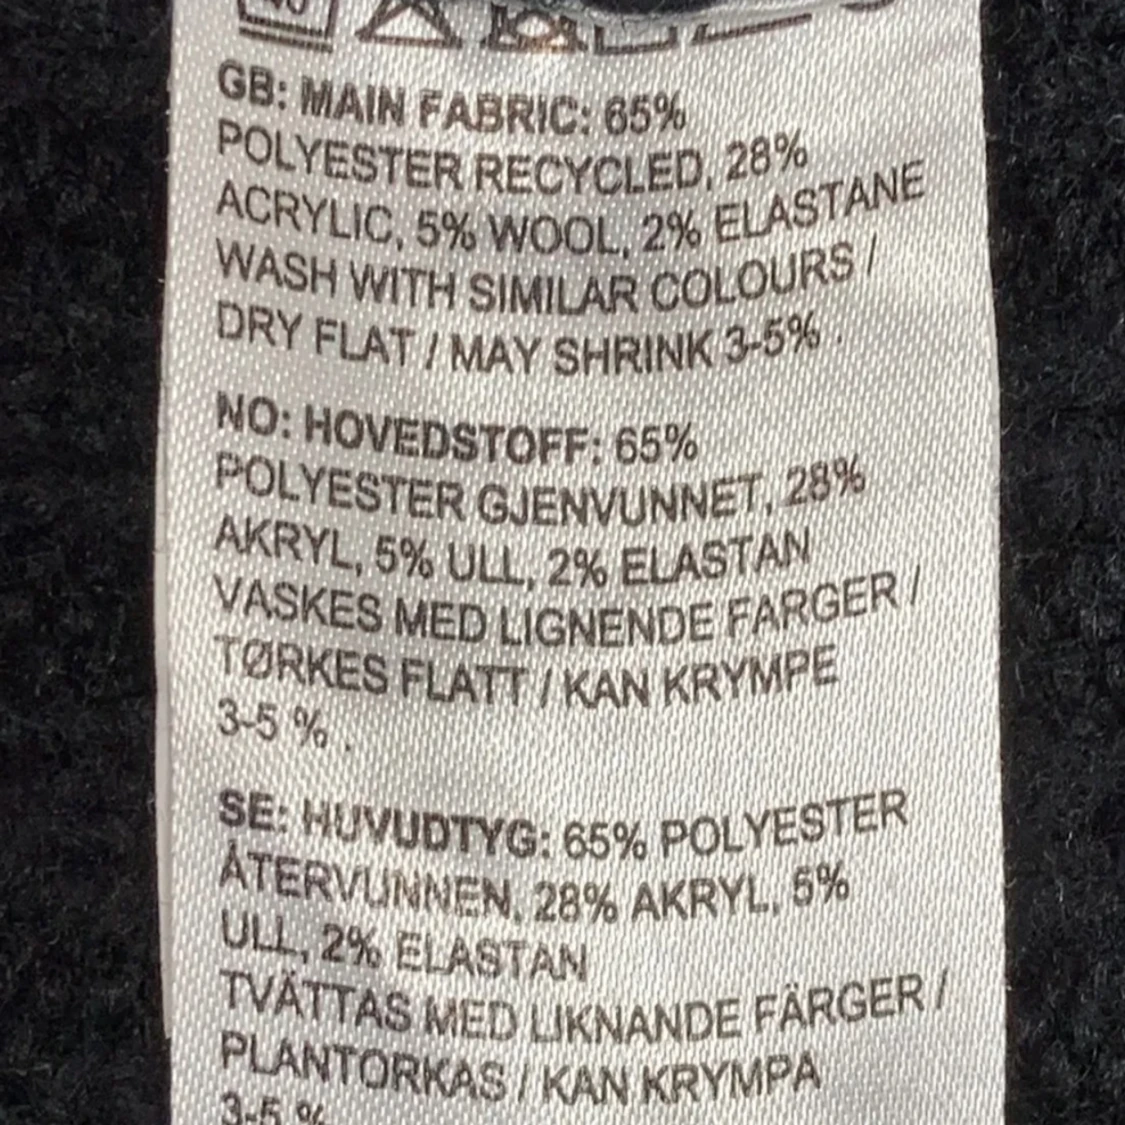 GB: MAIN FABRIC: 65%
POLYESTER RECYCLED, 28%
ACRYLIC, 5% WOOL, 2% ELASTANE
WASH WITH SIMILAR COLOURS /
DRY FLAT / MAY SHRINK 3-5% .
NO: HOVEDSTOFF: 65%
POLYESTER GJENVUNNET, 28%
AKRYL, 5% ULL, 2% ELASTAN
VASKES MED LIGNENDE FARGER /
TØRKES FLATT / KAN KRYMPE
3-5 % .
SE: HUVUDTYG: 65% POLYESTER
ÅTERVUNNEN, 28% AKRYL, 5%
ULL, 2% ELASTAN
TVÄTTAS MED LIKNANDE FÄRGER /
PLANTORKAS / KAN KRYMPA
3-5 %